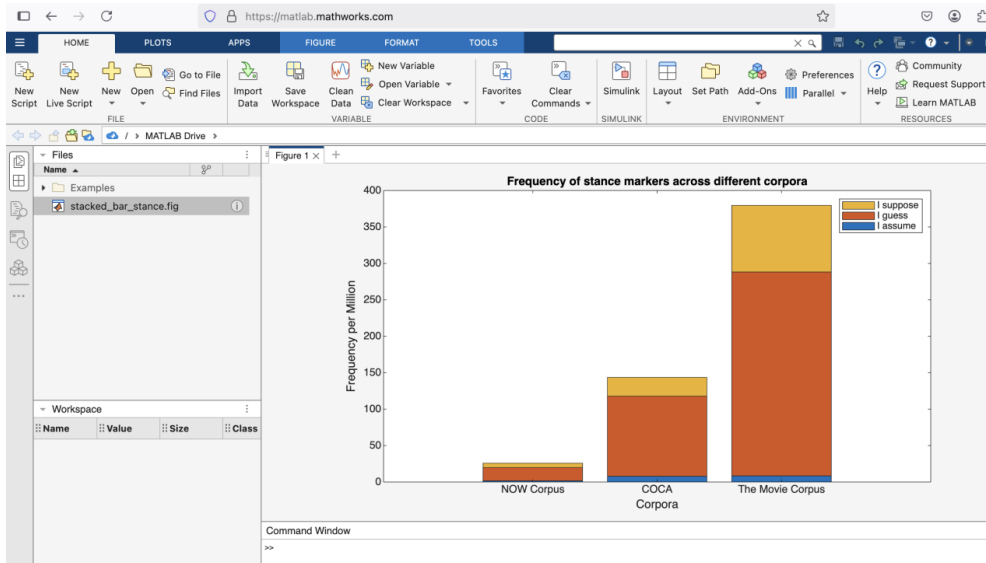 https://matlab.mathworks.com
HOME PLOTS APPS FIGURE FORMAT TOOLS
New Script
New Live Script
New
Open
Go to File
Find Files
FILE
Import Data
Save Workspace
Clean Data
New Variable
Open Variable
Clear Workspace
VARIABLE
Favorites
Clear Commands
CODE
Simulink
SIMULINK
Layout
Set Path
Add-Ons
Preferences
Parallel
ENVIRONMENT
Help
Community
Request Support
Learn MATLAB
RESOURCES
/ › MATLAB Drive ›
Files
Name
Examples
stacked_bar_stance.fig
Workspace
Name Value Size Class
Figure 1 × +
Frequency of stance markers across different corpora
400
350
300
250
200
150
100
50
0
Frequency per Million
I suppose
I guess
I assume
NOW Corpus COCA The Movie Corpus
Corpora
Command Window
>>